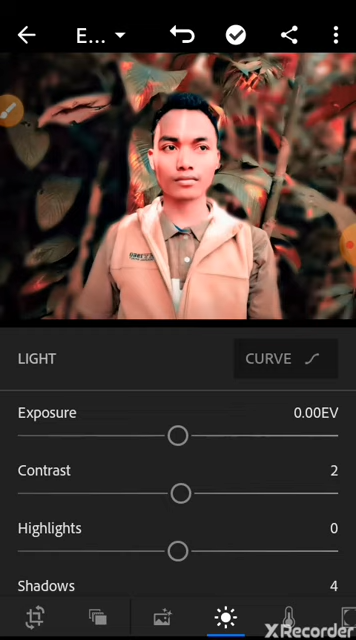 E...
LIGHT
CURVE
Exposure 0.00EV
Contrast 2
Highlights 0
Shadows 4
XRecorder